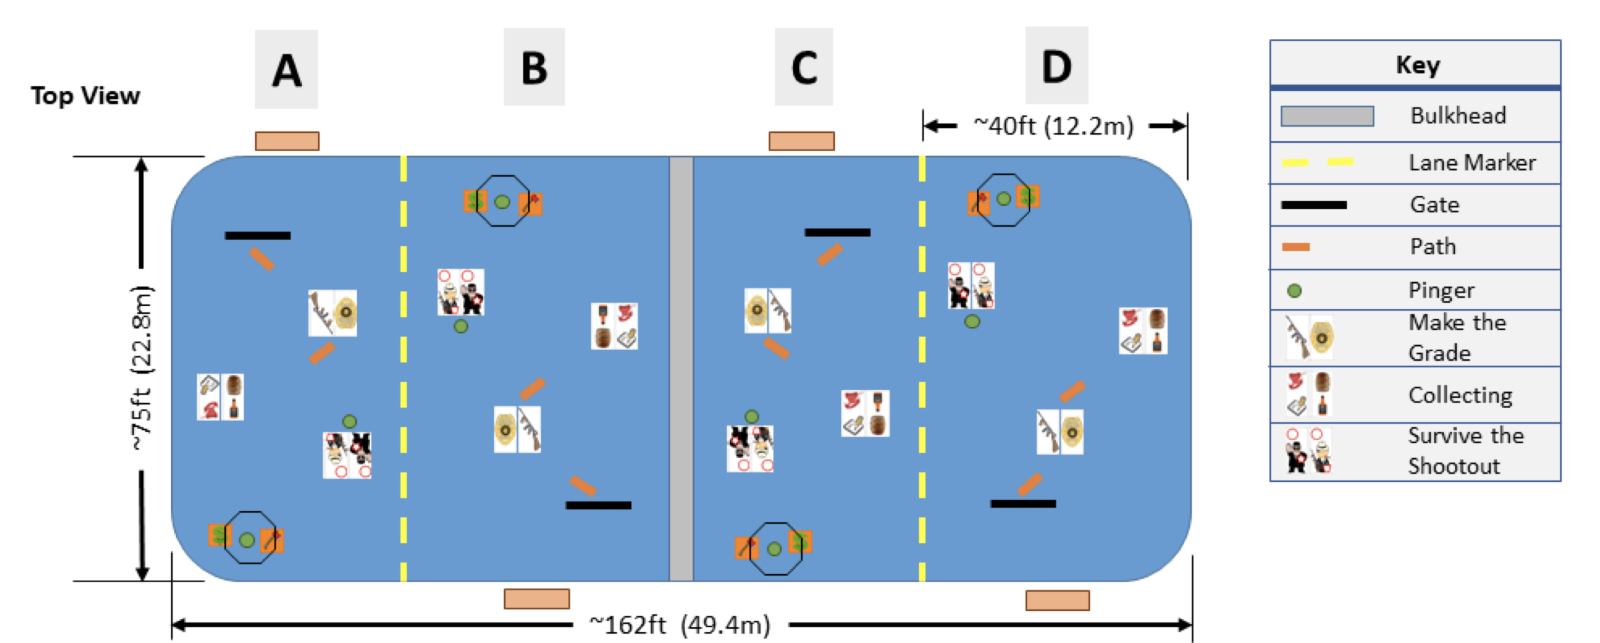 A
B
C
D
Top View
~40ft (12.2m)
~75ft (22.8m)
~162ft (49.4m)
Key
Bulkhead
Lane Marker
Gate
Path
Pinger
Make the
Grade
Collecting
Survive the
Shootout